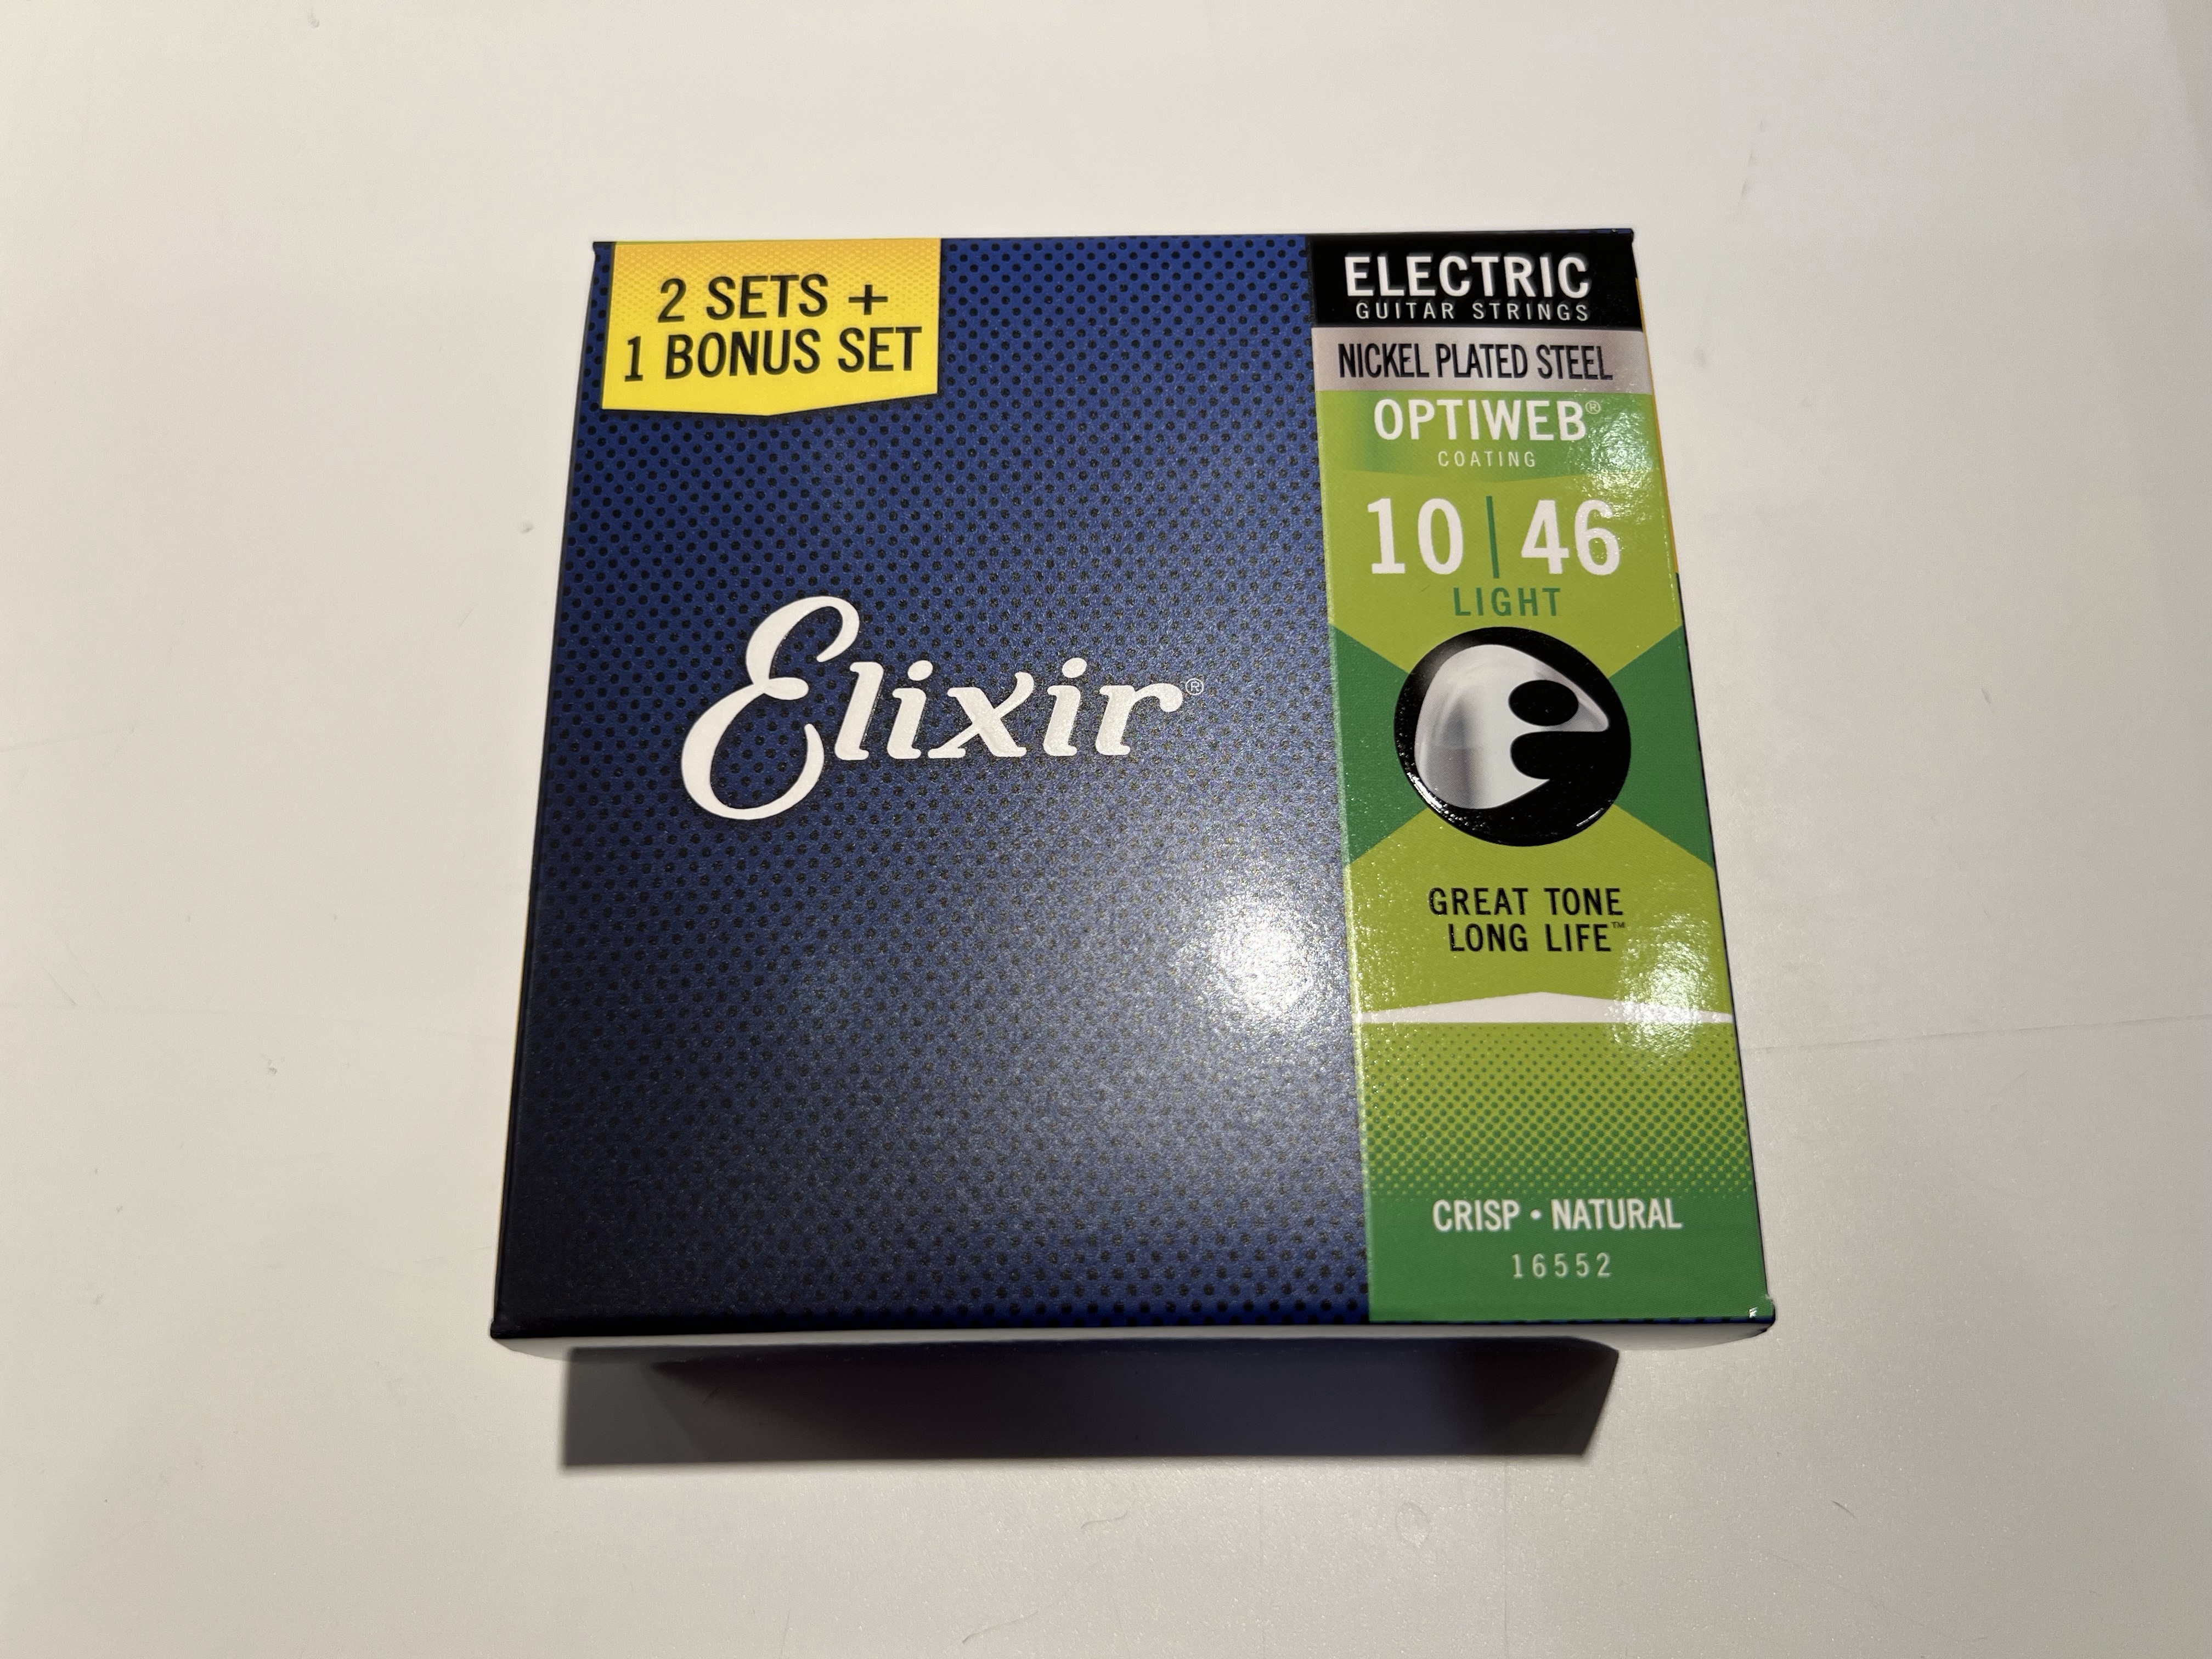 2 SETS +
1 BONUS SET
Elixir®
ELECTRIC
GUITAR STRINGS
NICKEL PLATED STEEL
OPTIWEB®
COATING
10 | 46
LIGHT
e
GREAT TONE
LONG LIFE™
CRISP • NATURAL
16552